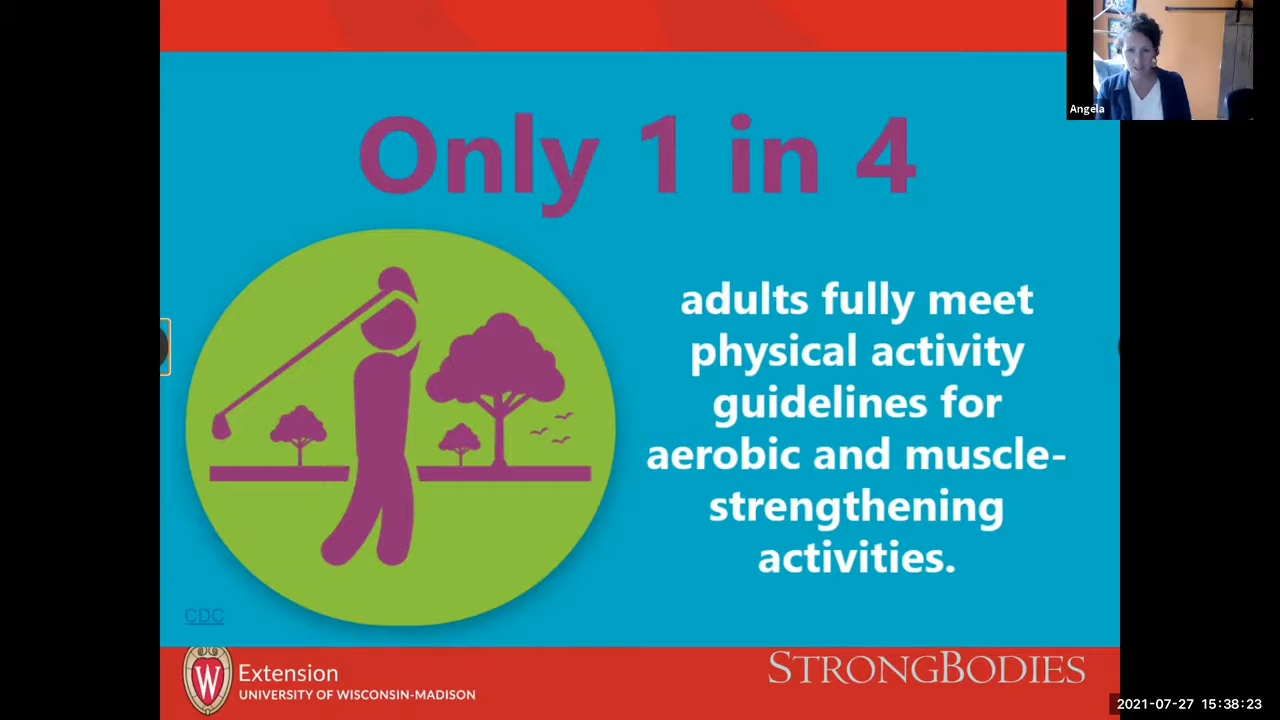 Angela
Only 1 in 4
adults fully meet
physical activity
guidelines for
aerobic and muscle-
strengthening
activities.
CDC
W
Extension
UNIVERSITY OF WISCONSIN-MADISON
STRONGBODIES
2021-07-27 15:38:23